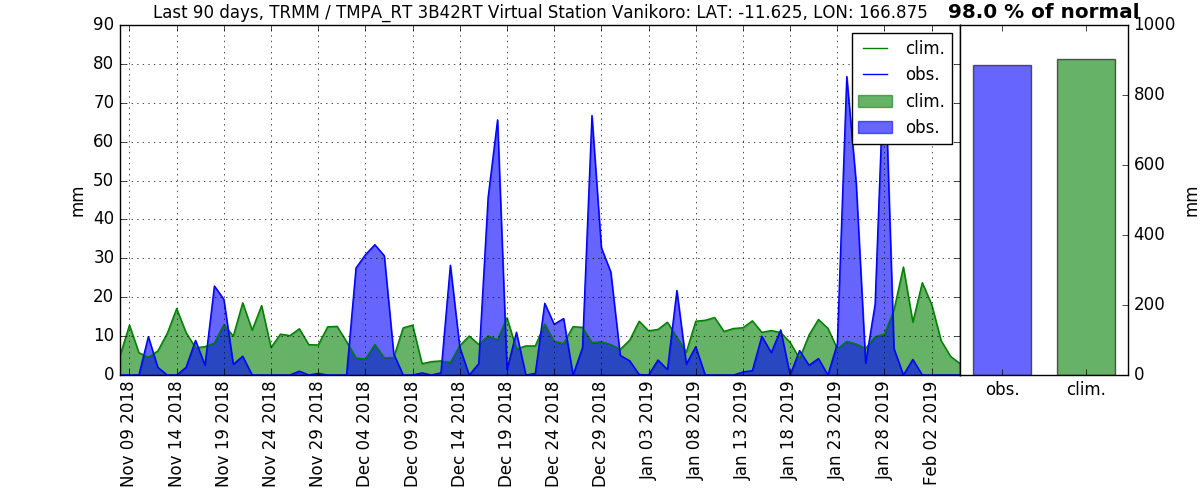 Last 90 days, TRMM / TMPA_RT 3B42RT Virtual Station Vanikoro: LAT: -11.625, LON: 166.875
98.0 % of normal
90
80
70
60
50
40
30
20
10
0
mm
clim.
obs.
clim.
obs.
Nov 09 2018
Nov 14 2018
Nov 19 2018
Nov 24 2018
Nov 29 2018
Dec 04 2018
Dec 09 2018
Dec 14 2018
Dec 19 2018
Dec 24 2018
Dec 29 2018
Jan 03 2019
Jan 08 2019
Jan 13 2019
Jan 18 2019
Jan 23 2019
Jan 28 2019
Feb 02 2019
1000
800
600
400
200
0
mm
obs.
clim.